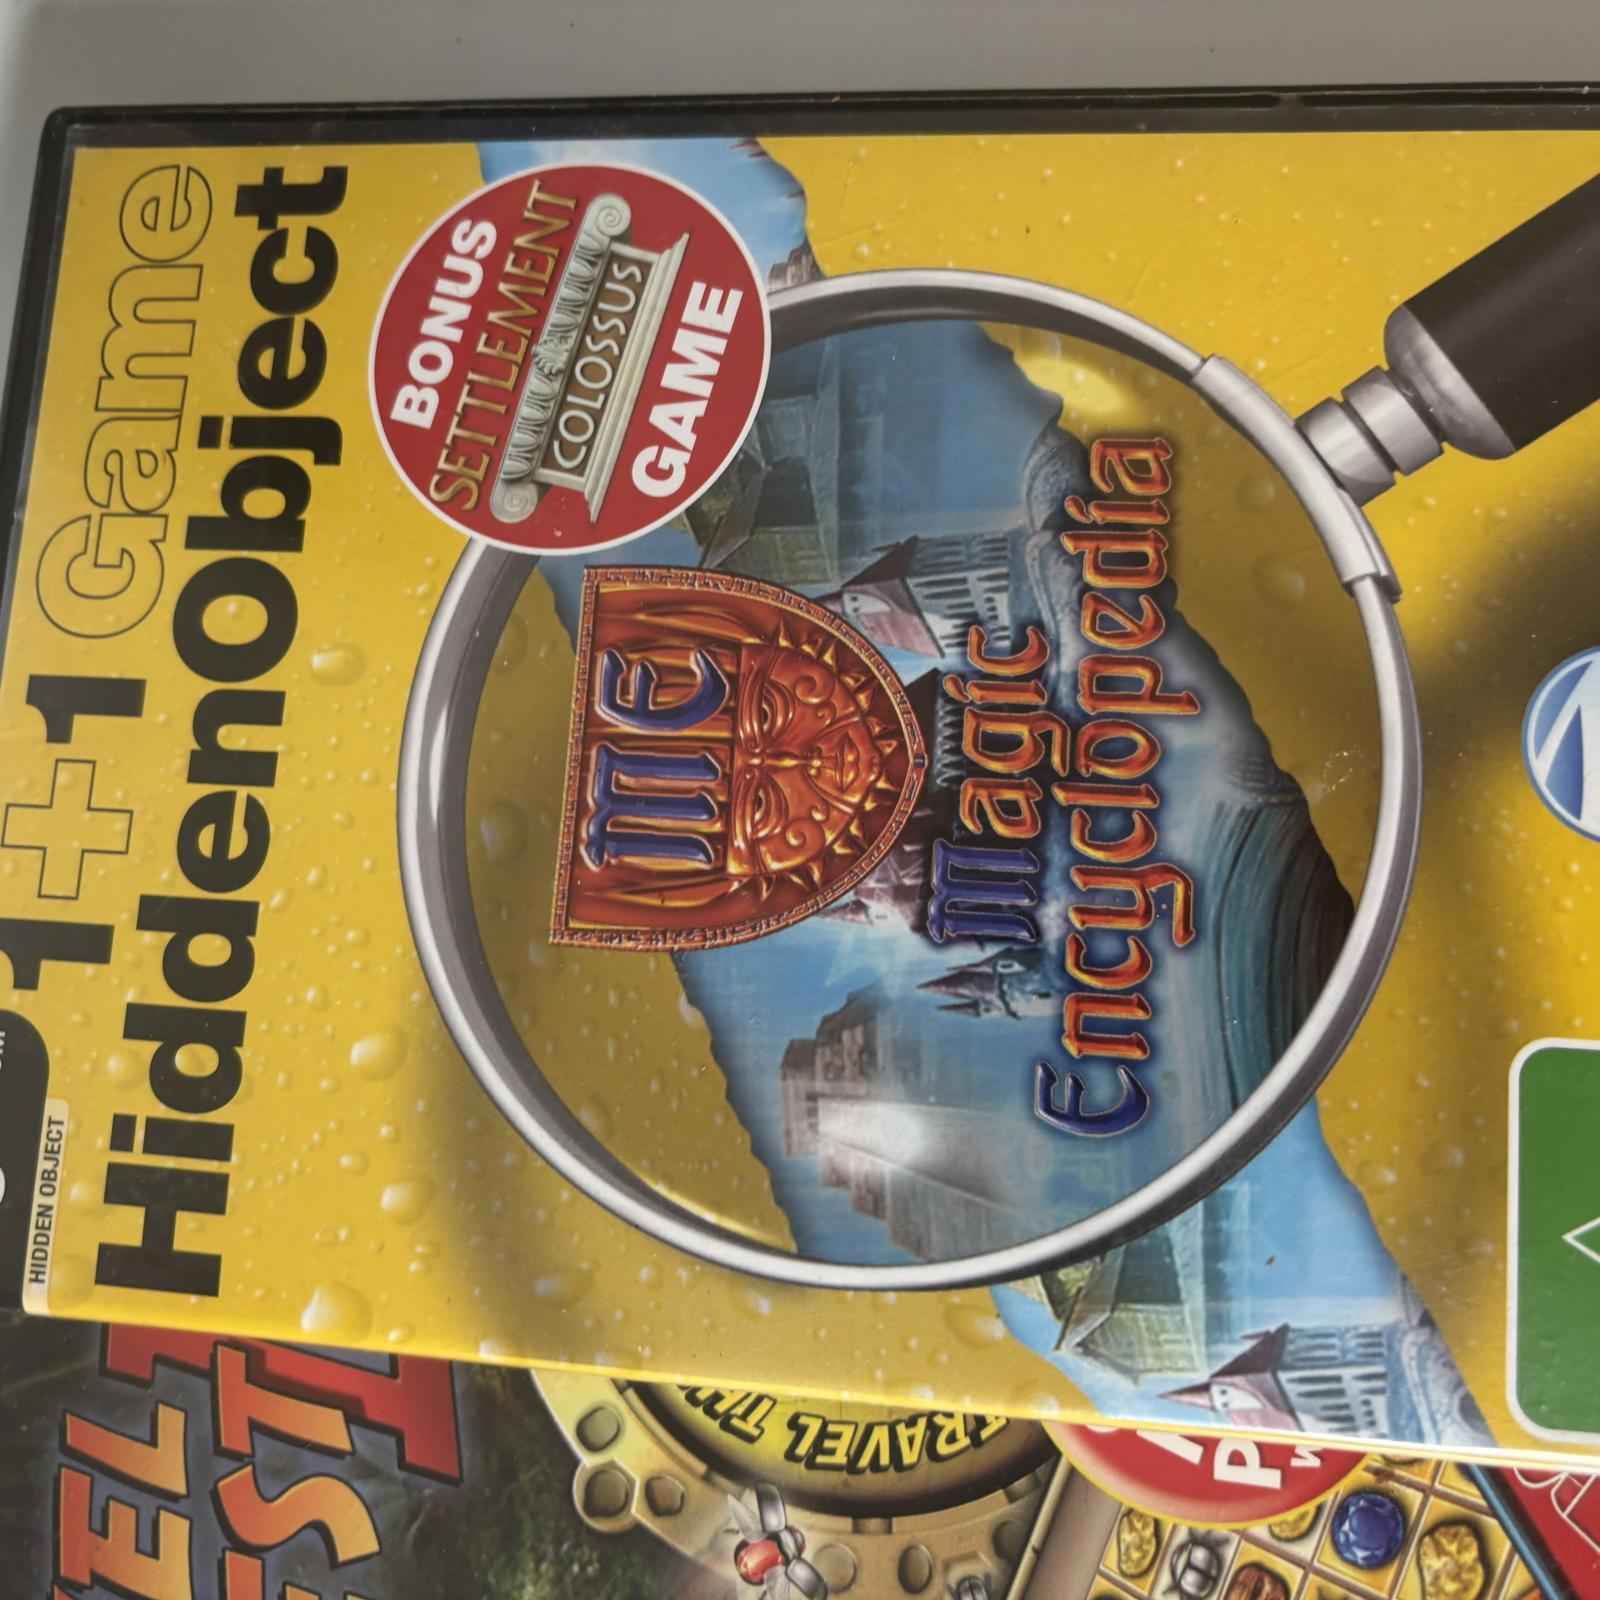 1+1 Game
HiddenObject
HIDDEN OBJECT
BONUS
SETTLEMENT
COLOSSUS
GAME
ME
Magic
Encyclopedia
TRAVEL